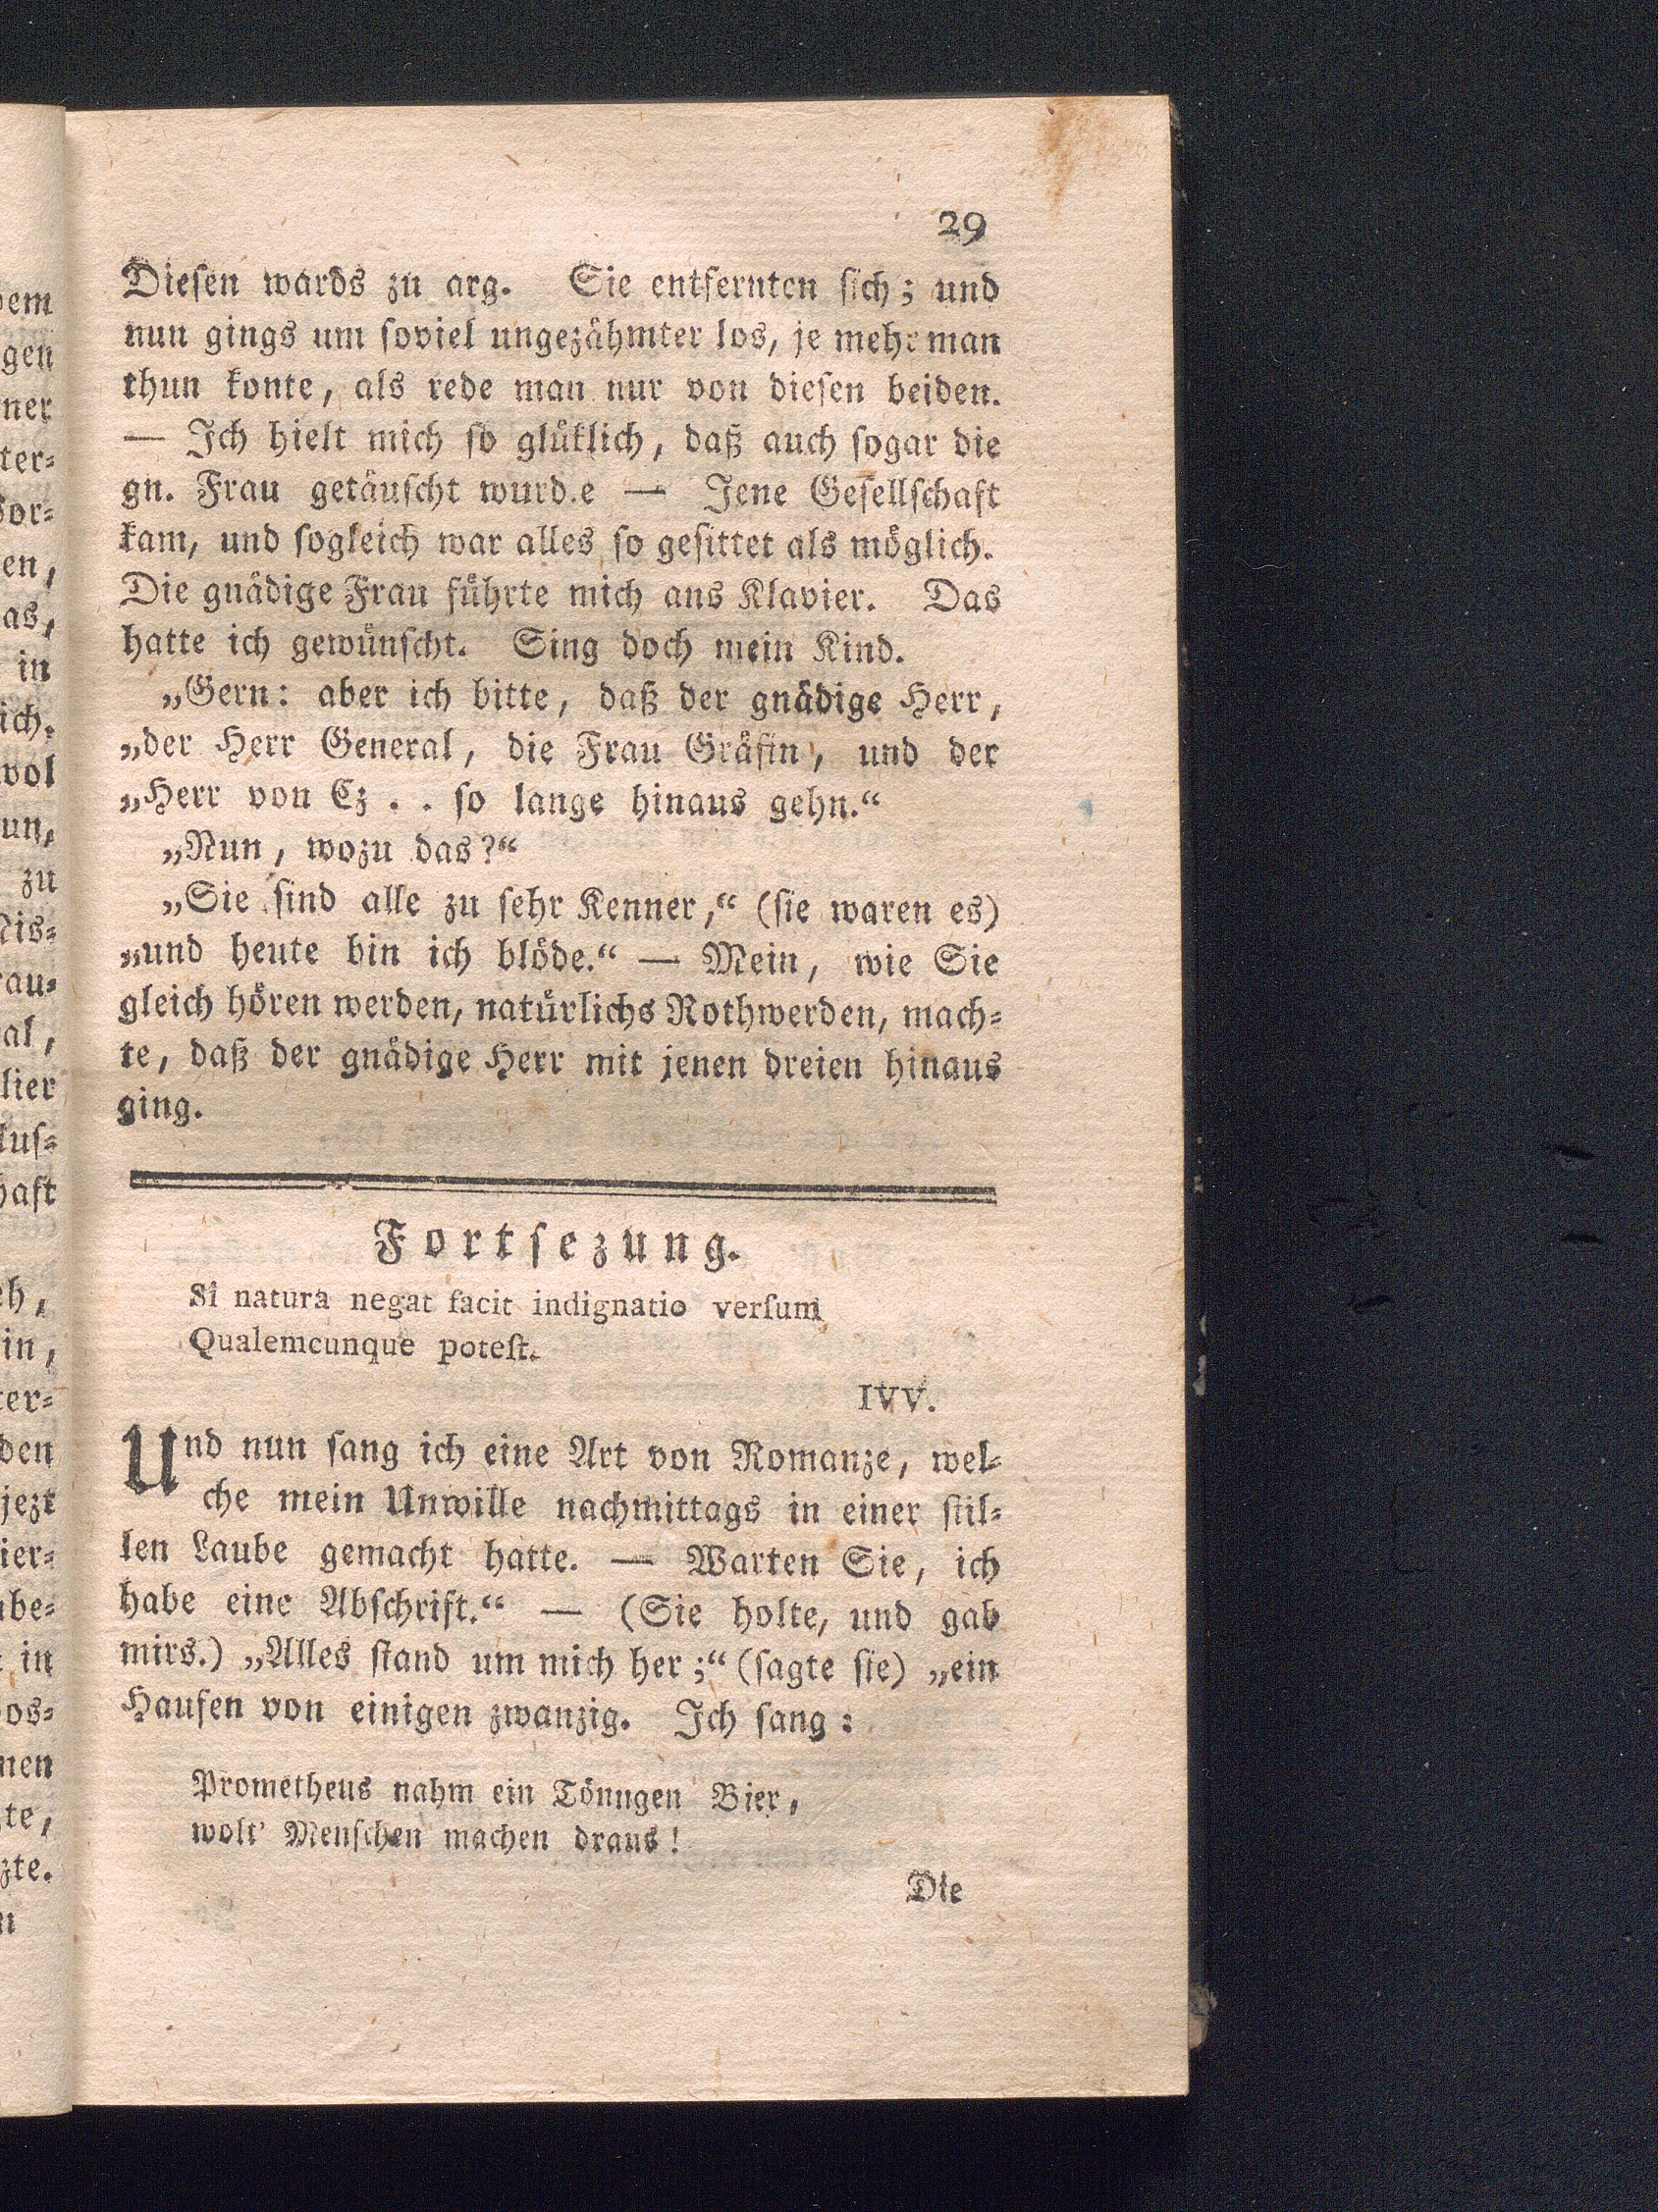 29
Dieſen wards zu arg. Sie entfernten ſich; und
nun gings um ſoviel ungezähmter los, je mehr man
thun konte, als rede man nur von dieſen beiden.
— Ich hielt mich ſo glüklich, daß auch ſogar die
gn. Frau getäuſcht wurd.e — Jene Geſellſchaft
kam, und ſogleich war alles ſo geſittet als möglich.
Die gnädige Frau führte mich ans Klavier. Das
hatte ich gewünſcht. Sing doch mein Kind.
„Gern: aber ich bitte, daß der gnädige Herr,
„der Herr General, die Frau Gräfin, und der
„Herr von Cz . . ſo lange hinaus gehn.“
„Nun, wozu das?“
„Sie ſind alle zu ſehr Kenner,“ (ſie waren es)
„und heute bin ich blöde.“ — Mein, wie Sie
gleich hören werden, natürlichs Rothwerden, mach-
te, daß der gnädige Herr mit jenen dreien hinaus
ging.
Fortſezung.
Si natura negat facit indignatio verſum
Qualemcunque poteſt.
IVV.
Und nun ſang ich eine Art von Romanze, wel-
che mein Unwille nachmittags in einer ſtil-
len Laube gemacht hatte. — Warten Sie, ich
habe eine Abſchrift.“ — (Sie holte, und gab
mirs.) „Alles ſtand um mich her;“ (ſagte ſie) „ein
Haufen von einigen zwanzig. Ich ſang:
Prometheus nahm ein Tönngen Bier,
wolt' Menſchen machen draus!
Die